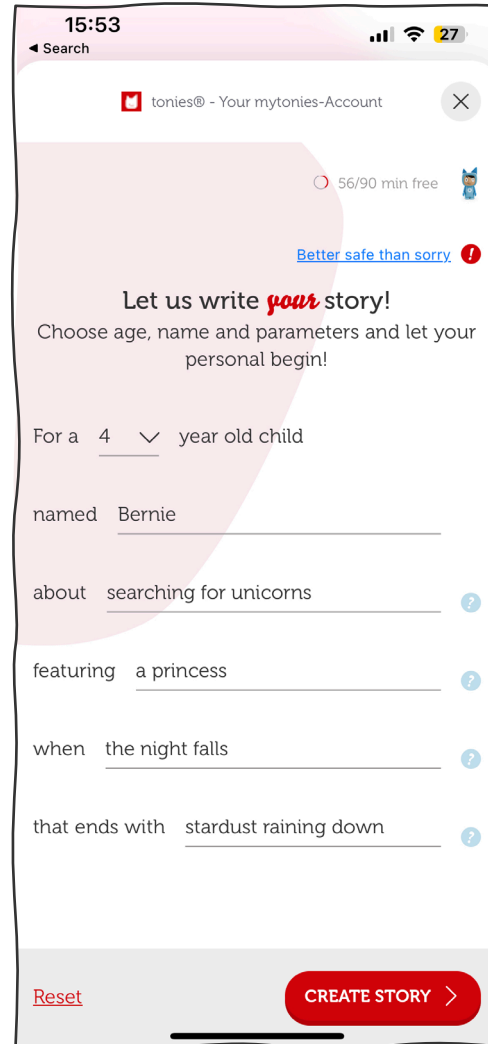 15:53
27
◄ Search
tonies® - Your mytonies-Account
56/90 min free
Better safe than sorry
Let us write your story!
Choose age, name and parameters and let your
personal begin!
For a 4 year old child
named Bernie
about searching for unicorns
?
featuring a princess
?
when the night falls
?
that ends with stardust raining down
?
Reset
CREATE STORY